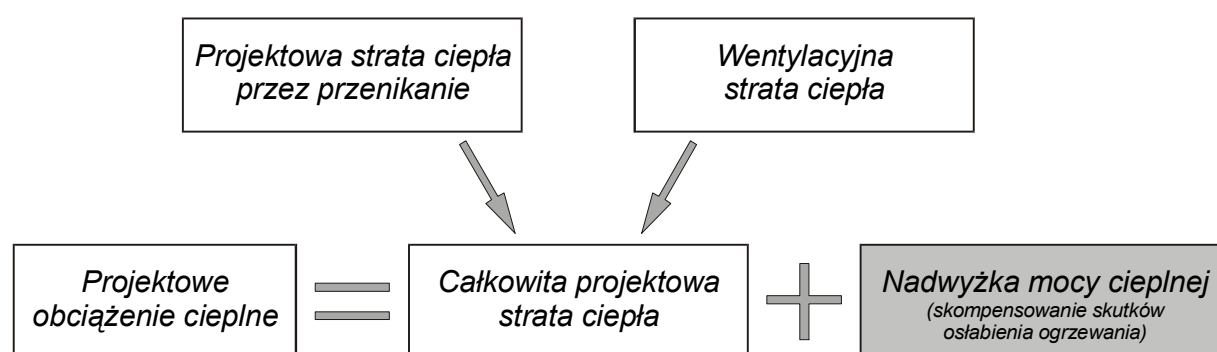 Projektowa strata ciepła
przez przenikanie
Wentylacyjna
strata ciepła
Projektowe
obciążenie cieplne
=
Całkowita projektowa
strata ciepła
+
Nadwyżka mocy cieplnej
(skompensowanie skutków
osłabienia ogrzewania)